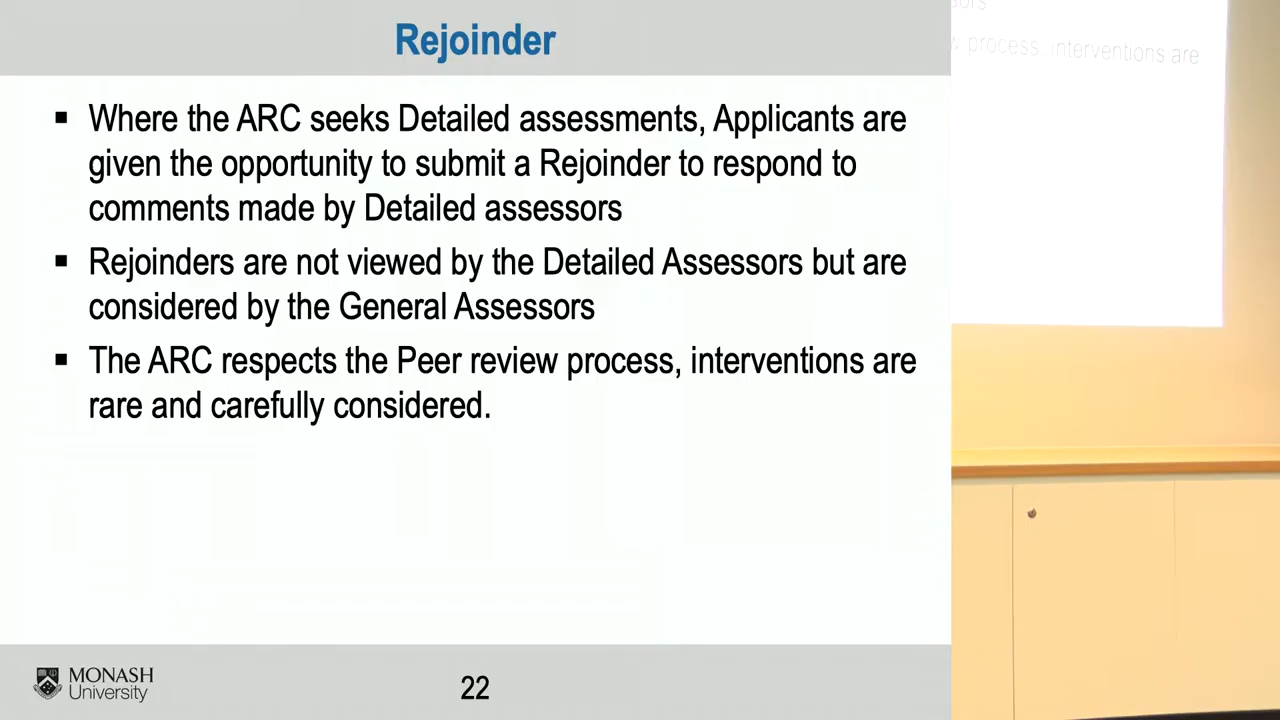 Rejoinder
▪ Where the ARC seeks Detailed assessments, Applicants are
given the opportunity to submit a Rejoinder to respond to
comments made by Detailed assessors
▪ Rejoinders are not viewed by the Detailed Assessors but are
considered by the General Assessors
▪ The ARC respects the Peer review process, interventions are
rare and carefully considered.
MONASH
University
22
process, interventions are